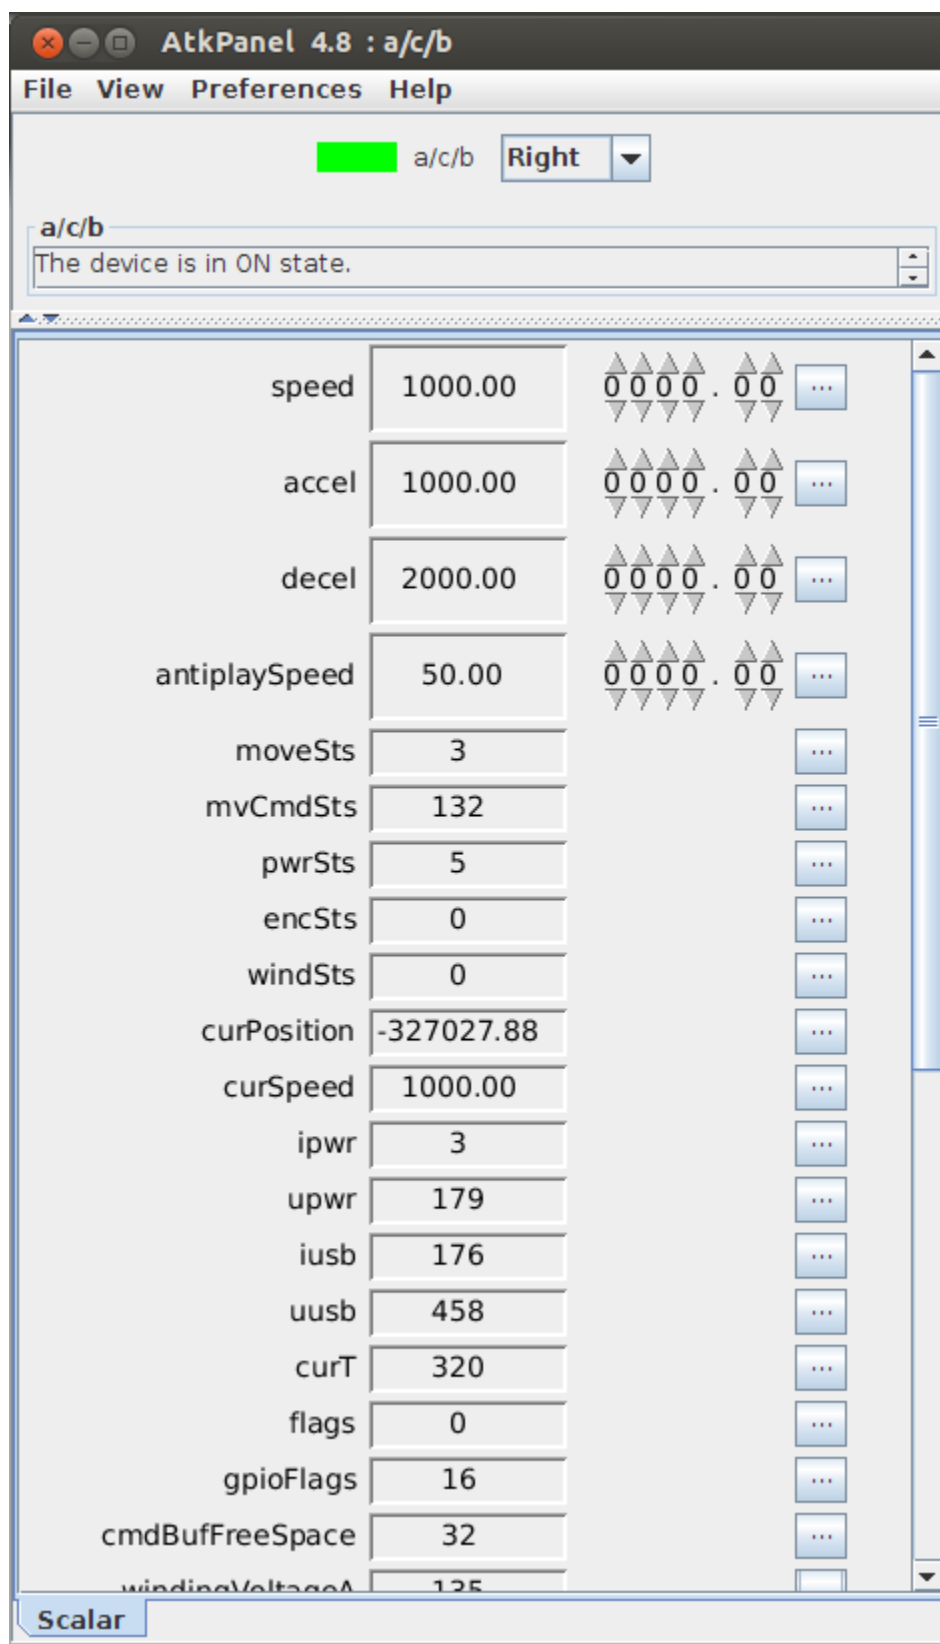 AtkPanel 4.8 : a/c/b
File View Preferences Help
a/c/b Right
a/c/b
The device is in ON state.
speed 1000.00 0000.00 ...
accel 1000.00 0000.00 ...
decel 2000.00 0000.00 ...
antiplaySpeed 50.00 0000.00 ...
moveSts 3 ...
mvCmdSts 132 ...
pwrSts 5 ...
encSts 0 ...
windSts 0 ...
curPosition -327027.88 ...
curSpeed 1000.00 ...
ipwr 3 ...
upwr 179 ...
iusb 176 ...
uusb 458 ...
curT 320 ...
flags 0 ...
gpioFlags 16 ...
cmdBufFreeSpace 32 ...
windingVoltageA 135
Scalar